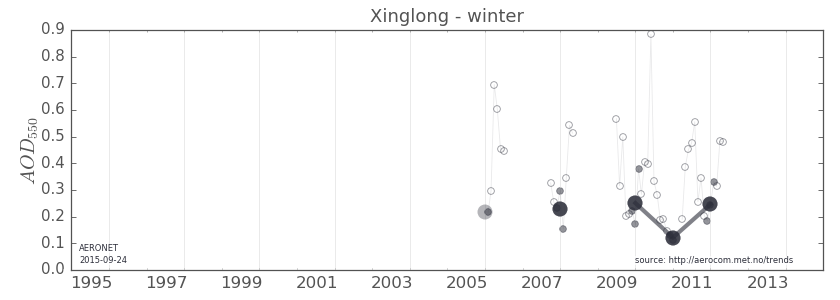 Xinglong - winter
0.9
0.8
0.7
0.6
0.5
0.4
0.3
0.2
0.1
0.0
AOD550
AERONET
2015-09-24
source: http://aerocom.met.no/trends
1995 1997 1999 2001 2003 2005 2007 2009 2011 2013